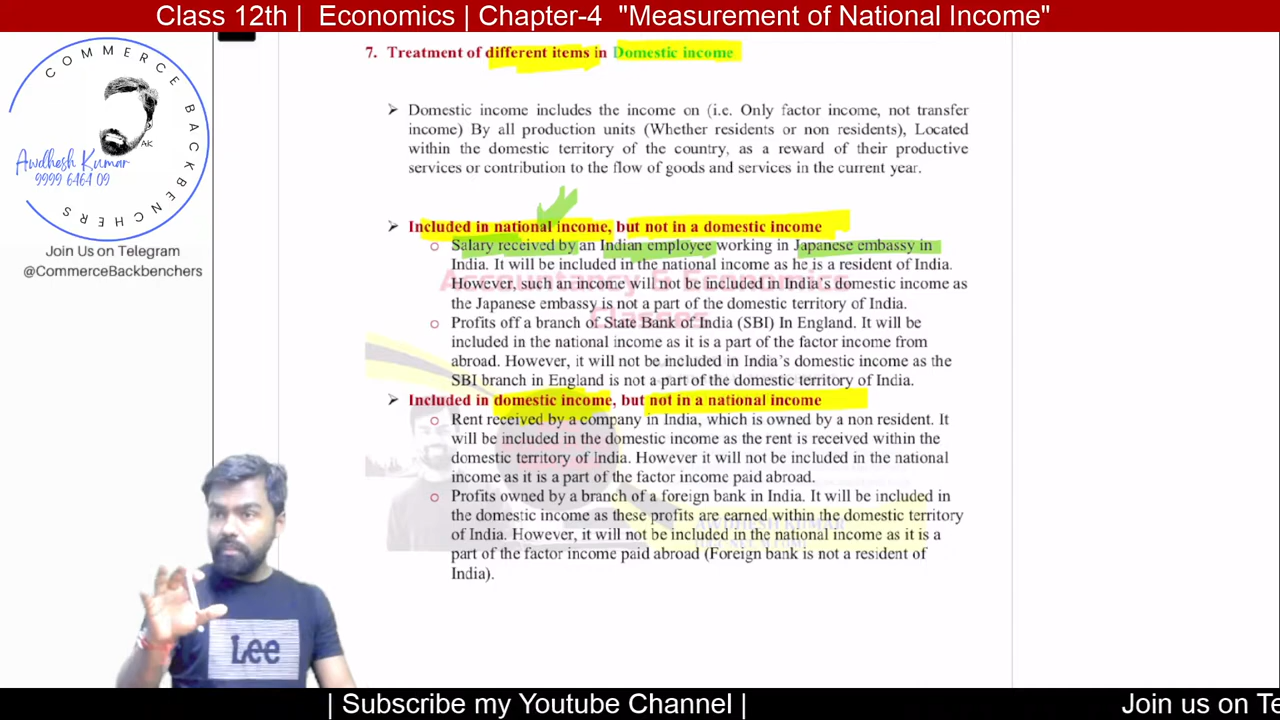 Class 12th | Economics | Chapter-4 "Measurement of National Income"
COMMERCE BACKBENCHERS
AK
Awdhesh Kumar
9999 6464 09
Join Us on Telegram
@CommerceBackbenchers
7. Treatment of different items in Domestic income
➢ Domestic income includes the income on (i.e. Only factor income, not transfer
income) By all production units (Whether residents or non residents), Located
within the domestic territory of the country, as a reward of their productive
services or contribution to the flow of goods and services in the current year.
➢ Included in national income, but not in a domestic income
o Salary received by an Indian employee working in Japanese embassy in
India. It will be included in the national income as he is a resident of India.
However, such an income will not be included in India's domestic income as
the Japanese embassy is not a part of the domestic territory of India.
o Profits off a branch of State Bank of India (SBI) In England. It will be
included in the national income as it is a part of the factor income from
abroad. However, it will not be included in India's domestic income as the
SBI branch in England is not a part of the domestic territory of India.
➢ Included in domestic income, but not in a national income
o Rent received by a company in India, which is owned by a non resident. It
will be included in the domestic income as the rent is received within the
domestic territory of India. However it will not be included in the national
income as it is a part of the factor income paid abroad.
o Profits owned by a branch of a foreign bank in India. It will be included in
the domestic income as these profits are earned within the domestic territory
of India. However, it will not be included in the national income as it is a
part of the factor income paid abroad (Foreign bank is not a resident of
India).
Accountancy & Economics
Classes
AWDHESH KUMAR
Lee
| Subscribe my Youtube Channel |
Join us on Te